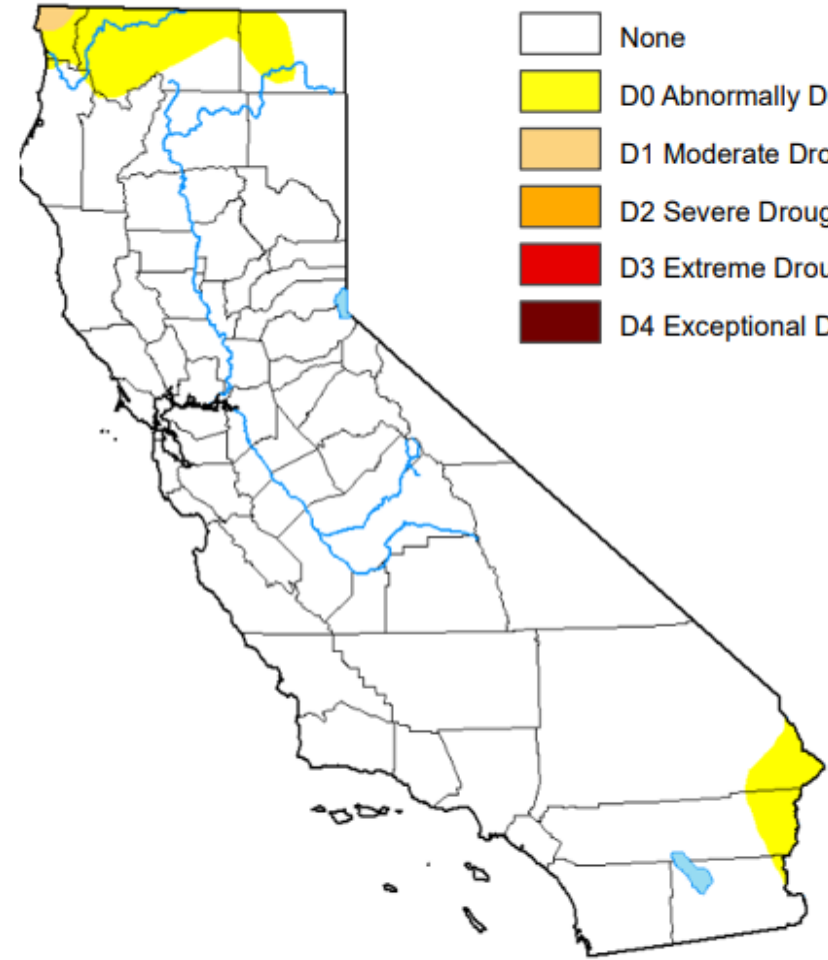 None
D0 Abnormally D
D1 Moderate Dro
D2 Severe Droug
D3 Extreme Drou
D4 Exceptional D